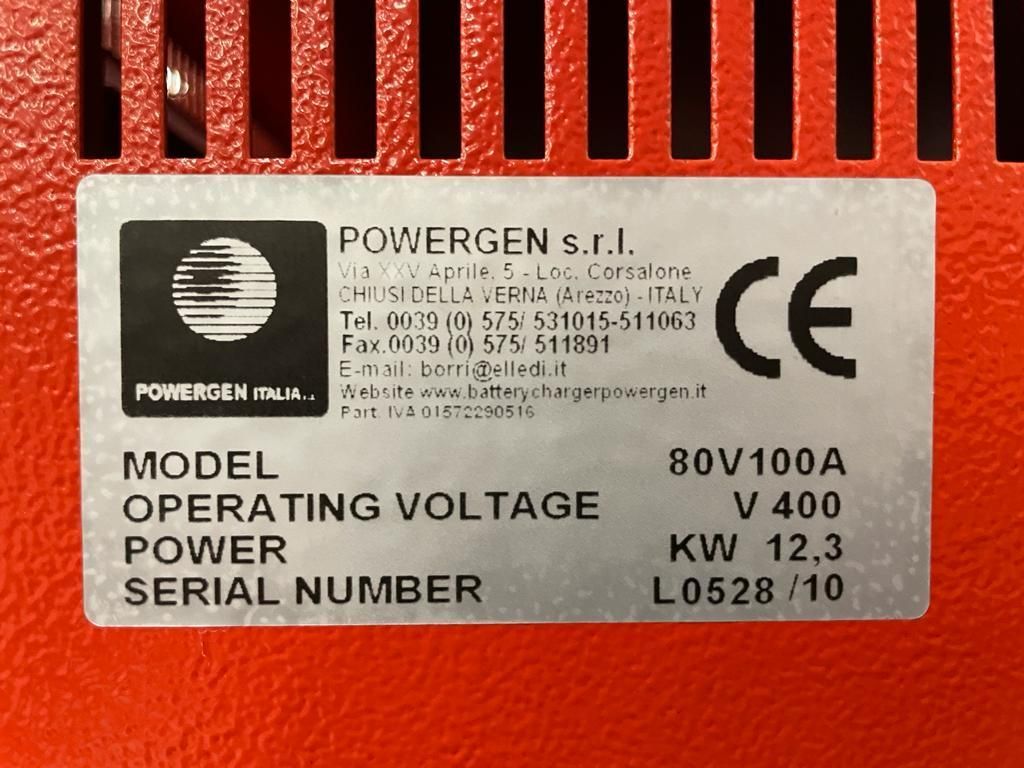 POWERGEN ITALIA
POWERGEN s.r.l.
Via XXV Aprile, 5 - Loc. Corsalone
CHIUSI DELLA VERNA (Arezzo) - ITALY
Tel. 0039 (0) 575/ 531015-511063
Fax.0039 (0) 575/ 511891
E-mail: borri@elledi.it
Website www.batterychargerpowergen.it
Part. IVA 01572290516
CE
MODEL 80V100A
OPERATING VOLTAGE V 400
POWER KW 12,3
SERIAL NUMBER L0528 /10